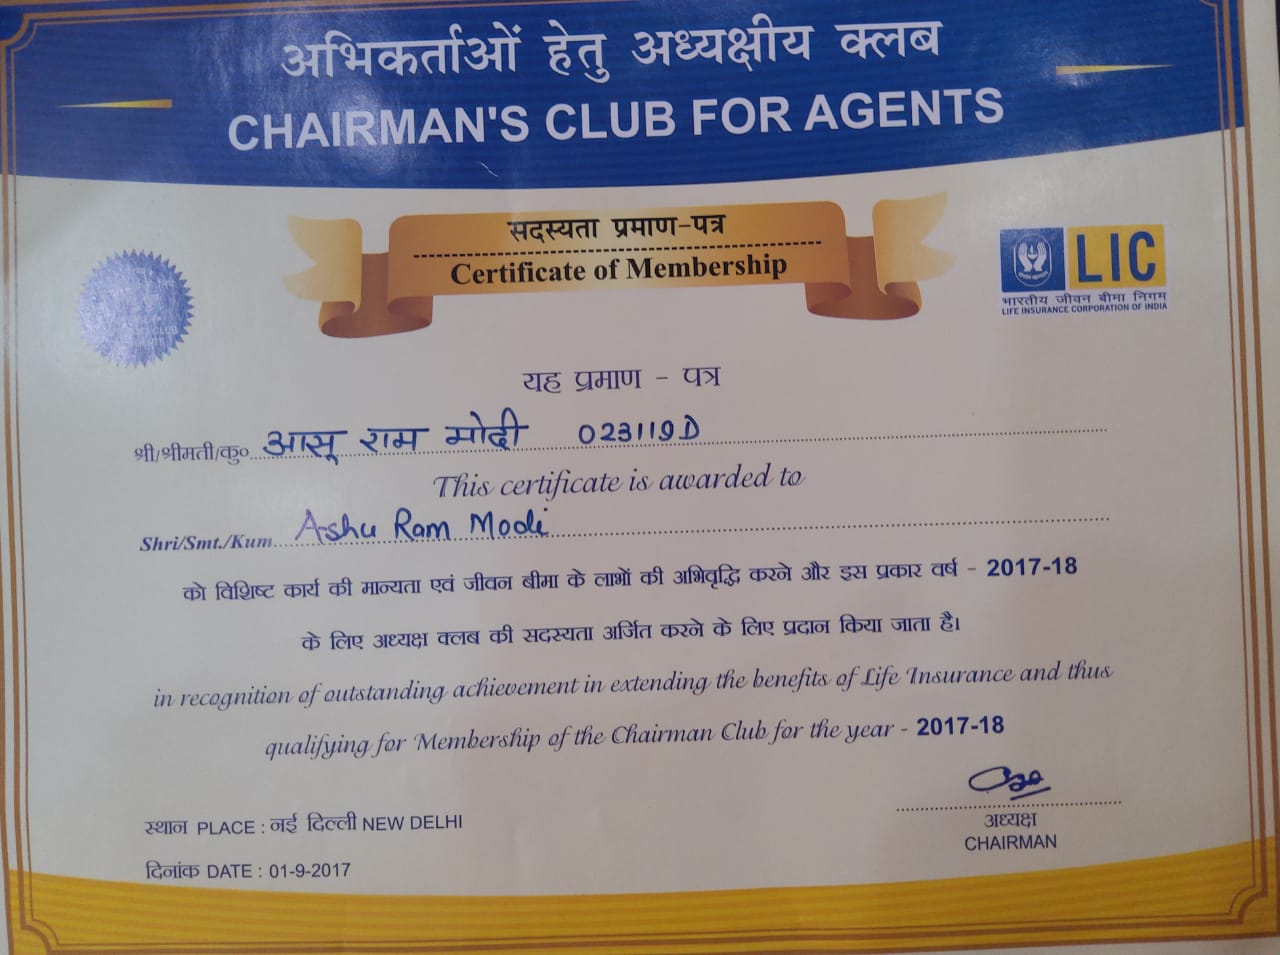 अभिकर्ताओं हेतु अध्यक्षीय क्लब
CHAIRMAN'S CLUB FOR AGENTS
सदस्यता प्रमाण-पत्र
Certificate of Membership
LIC
भारतीय जीवन बीमा निगम
LIFE INSURANCE CORPORATION OF INDIA
यह प्रमाण - पत्र
श्री/श्रीमती/कु० आसू राम मोदी 023119D
This certificate is awarded to
Shri/Smt./Kum. Ashu Ram Modi
को विशिष्ट कार्य की मान्यता एवं जीवन बीमा के लाभों की अभिवृद्धि करने और इस प्रकार वर्ष - 2017-18
के लिए अध्यक्ष क्लब की सदस्यता अर्जित करने के लिए प्रदान किया जाता है।
in recognition of outstanding achievement in extending the benefits of Life Insurance and thus
qualifying for Membership of the Chairman Club for the year - 2017-18
स्थान PLACE : नई दिल्ली NEW DELHI
अध्यक्ष
CHAIRMAN
दिनांक DATE : 01-9-2017